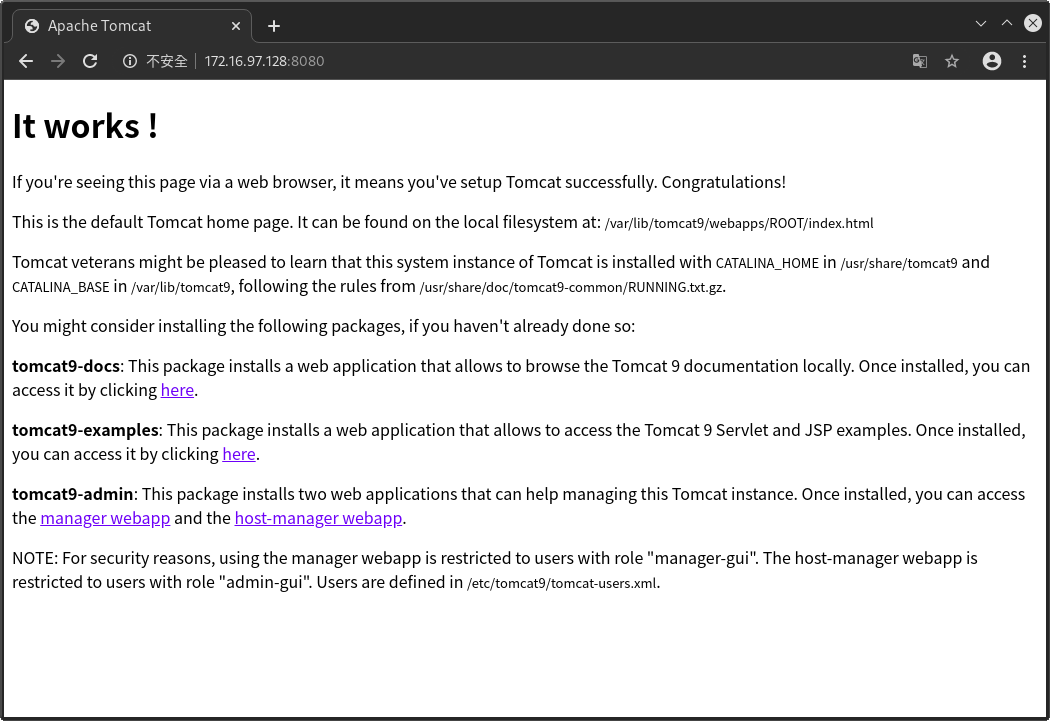 Apache Tomcat
不安全 172.16.97.128:8080
It works !
If you're seeing this page via a web browser, it means you've setup Tomcat successfully. Congratulations!
This is the default Tomcat home page. It can be found on the local filesystem at: /var/lib/tomcat9/webapps/ROOT/index.html
Tomcat veterans might be pleased to learn that this system instance of Tomcat is installed with CATALINA_HOME in /usr/share/tomcat9 and
CATALINA_BASE in /var/lib/tomcat9, following the rules from /usr/share/doc/tomcat9-common/RUNNING.txt.gz.
You might consider installing the following packages, if you haven't already done so:
tomcat9-docs: This package installs a web application that allows to browse the Tomcat 9 documentation locally. Once installed, you can
access it by clicking here.
tomcat9-examples: This package installs a web application that allows to access the Tomcat 9 Servlet and JSP examples. Once installed,
you can access it by clicking here.
tomcat9-admin: This package installs two web applications that can help managing this Tomcat instance. Once installed, you can access
the manager webapp and the host-manager webapp.
NOTE: For security reasons, using the manager webapp is restricted to users with role "manager-gui". The host-manager webapp is
restricted to users with role "admin-gui". Users are defined in /etc/tomcat9/tomcat-users.xml.